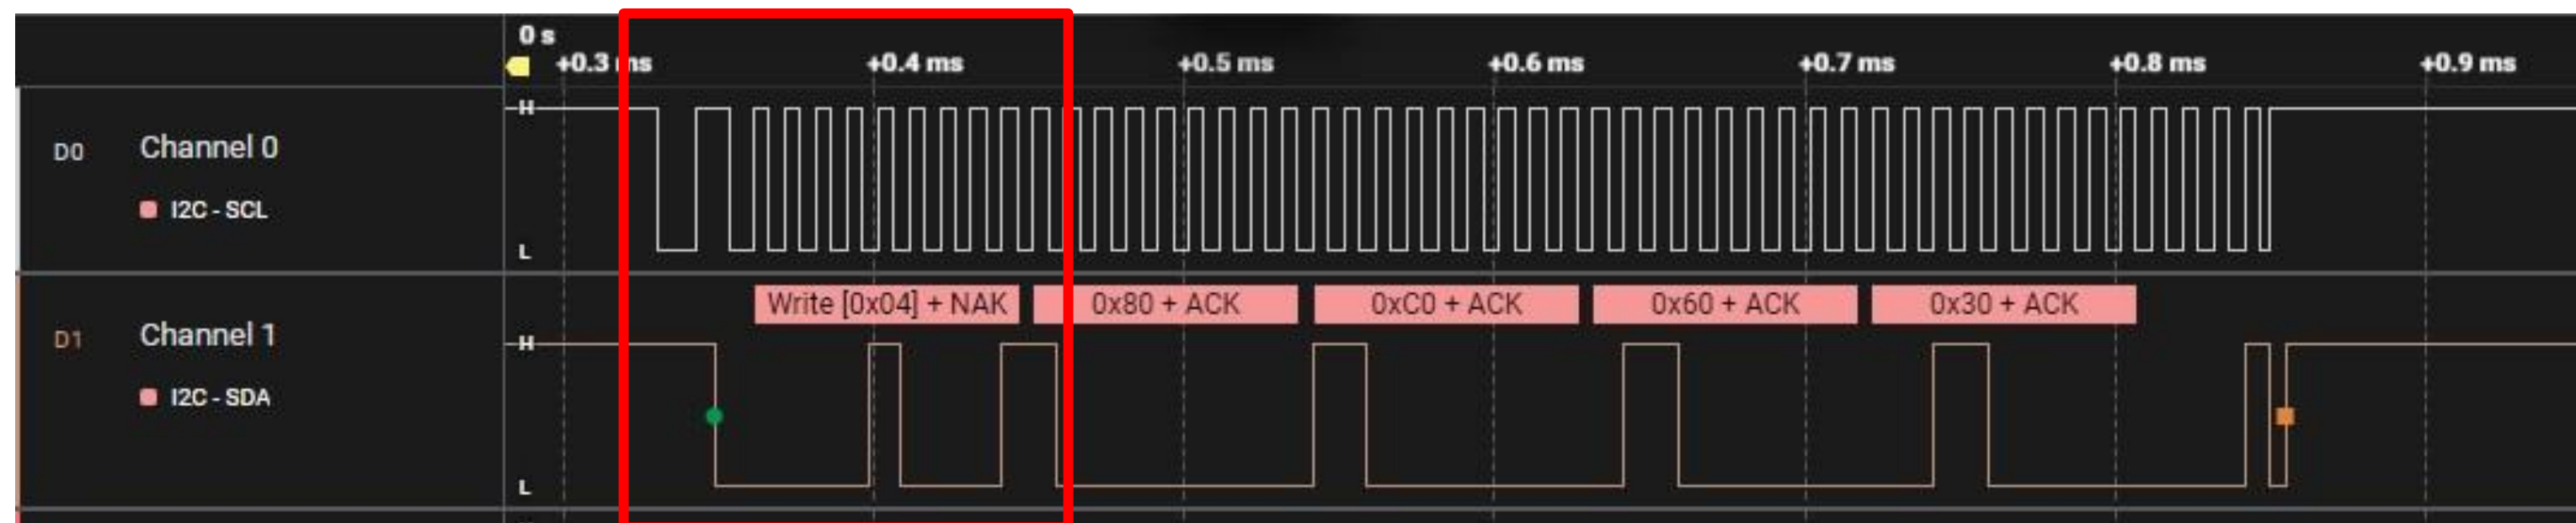 0 s
+0.3 ms +0.4 ms +0.5 ms +0.6 ms +0.7 ms +0.8 ms +0.9 ms
H
D0 Channel 0
I2C - SCL
L
Write [0x04] + NAK 0x80 + ACK 0xC0 + ACK 0x60 + ACK 0x30 + ACK
D1 Channel 1
H
I2C - SDA
L